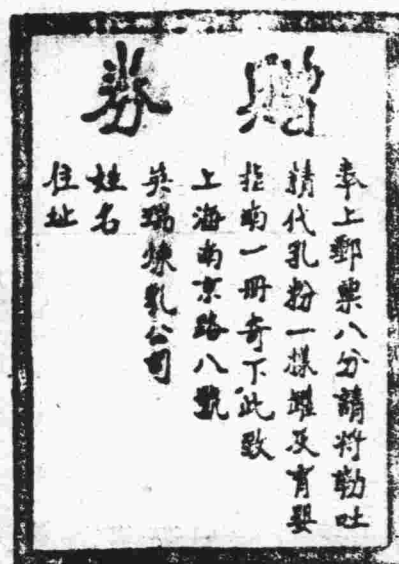 贈券
奉上郵票八分請將勒吐
精代乳粉一樣罐及育嬰
指南一冊寄下此致
上海南京路八號
英瑞煉乳公司
姓名
住址